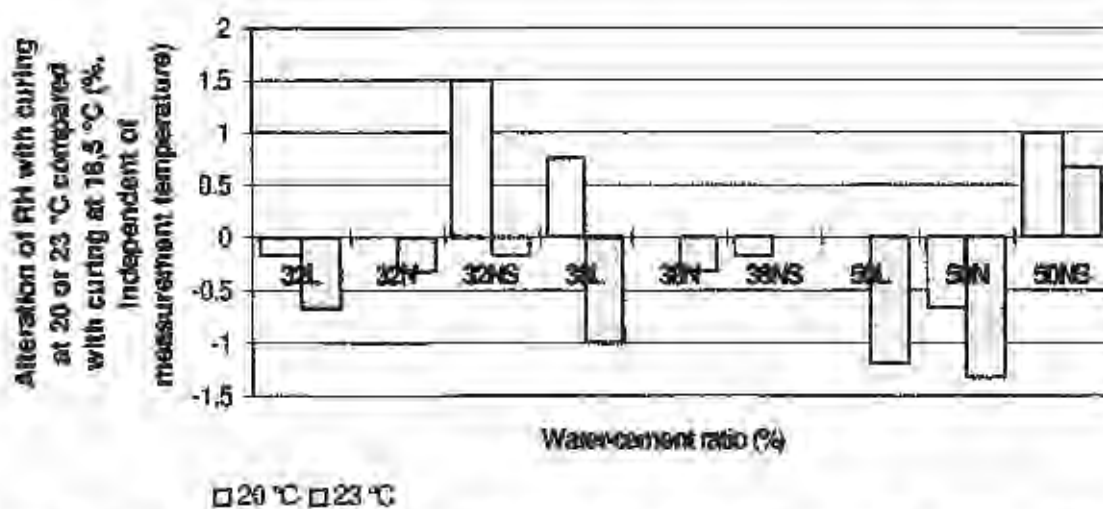 Alteration of RH with curing
at 20 or 23 °C compared
with curing at 16,5 °C (%,
Independent of
measurement temperature)
2
1.5
1
0.5
0
-0.5
-1
-1.5
32L 32N 32NS 38L 38N 38NS 50L 50N 50NS
Water-cement ratio (%)
20 °C 23 °C